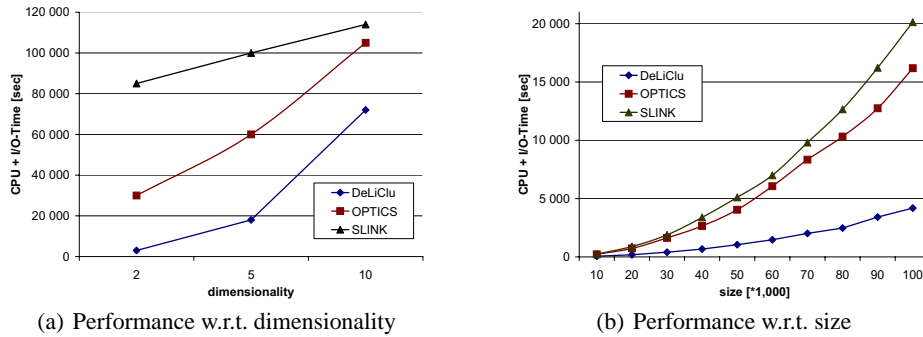 120 000
100 000
80 000
60 000
40 000
20 000
0
CPU + I/O-Time [sec]
DeLiClu
OPTICS
SLINK
2 5 10
dimensionality
(a) Performance w.r.t. dimensionality
20 000
15 000
10 000
5 000
0
CPU + I/O-Time [sec]
DeLiClu
OPTICS
SLINK
10 20 30 40 50 60 70 80 90 100
size [*1,000]
(b) Performance w.r.t. size